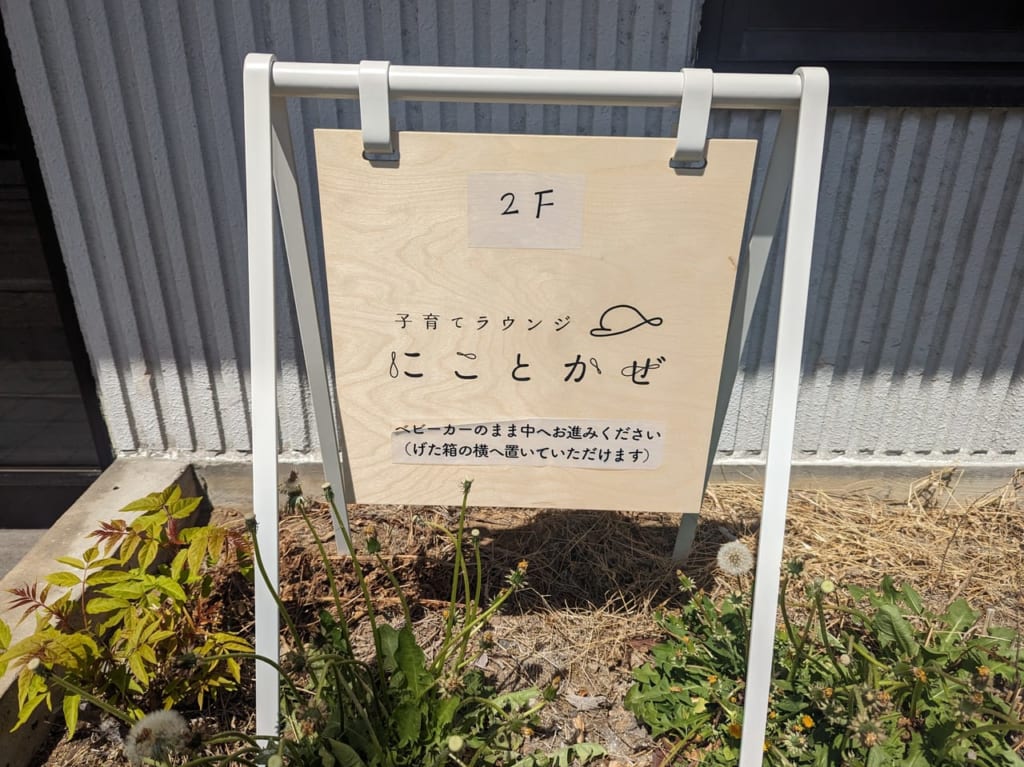 2F
子育てラウンジ
にことかぜ
ベビーカーのまま中へお進みください
（げた箱の横へ置いていただけます）